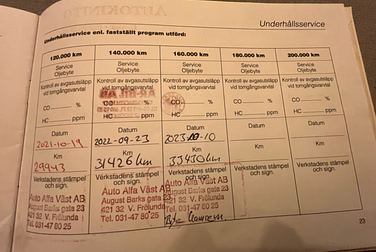 Underhållsservice
Underhållsservice enl. fastställt program utförd:
120.000 km 140.000 km 160.000 km 180.000 km 200.000 km
Service Service Service Service Service
Oljebyte Oljebyte Oljebyte Oljebyte Oljebyte
Kontroll av avgasutsläpp Kontroll av avgasutsläpp Kontroll av avgasutsläpp Kontroll av avgasutsläpp Kontroll av avgasutsläpp
vid tomgångsvarvtal vid tomgångsvarvtal vid tomgångsvarvtal vid tomgångsvarvtal vid tomgångsvarvtal
CO % CO % CO % CO % CO %
HC ppm HC ppm HC ppm HC ppm HC ppm
Datum Datum Datum Datum Datum
2022-09-23
Km Km Km Km Km
29943 31426 km
Verkstadens stämpel Verkstadens stämpel Verkstadens stämpel Verkstadens stämpel Verkstadens stämpel
och sign. och sign. och sign. och sign. och sign.
Auto Alfa Väst AB Auto Alfa Väst AB Auto Alfa Väst AB
August Barks gata 23 August Barks gata 23 August Barks gata 23
421 32 V. Frölunda 421 32 V. Frölunda 421 32 V. Frölunda
Tel. 031-47 80 25 Tel. 031-47 80 25 Tel. 031-47 80 25
23